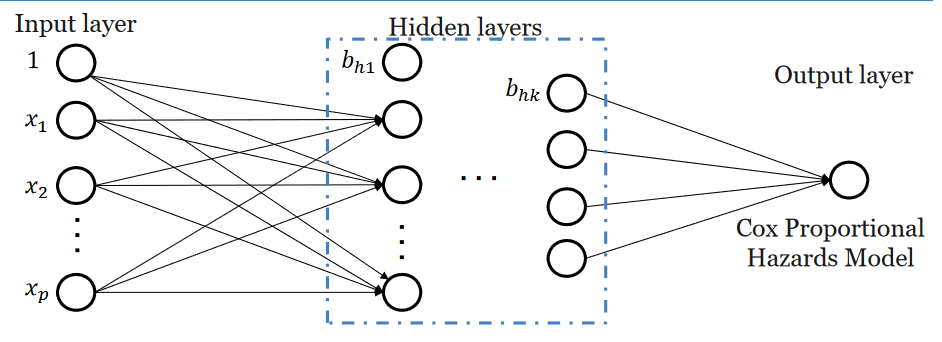 Input layer
Hidden layers
1
b_{h1}
Output layer
b_{hk}
x_1
x_2
. . .
x_p
Cox Proportional
Hazards Model